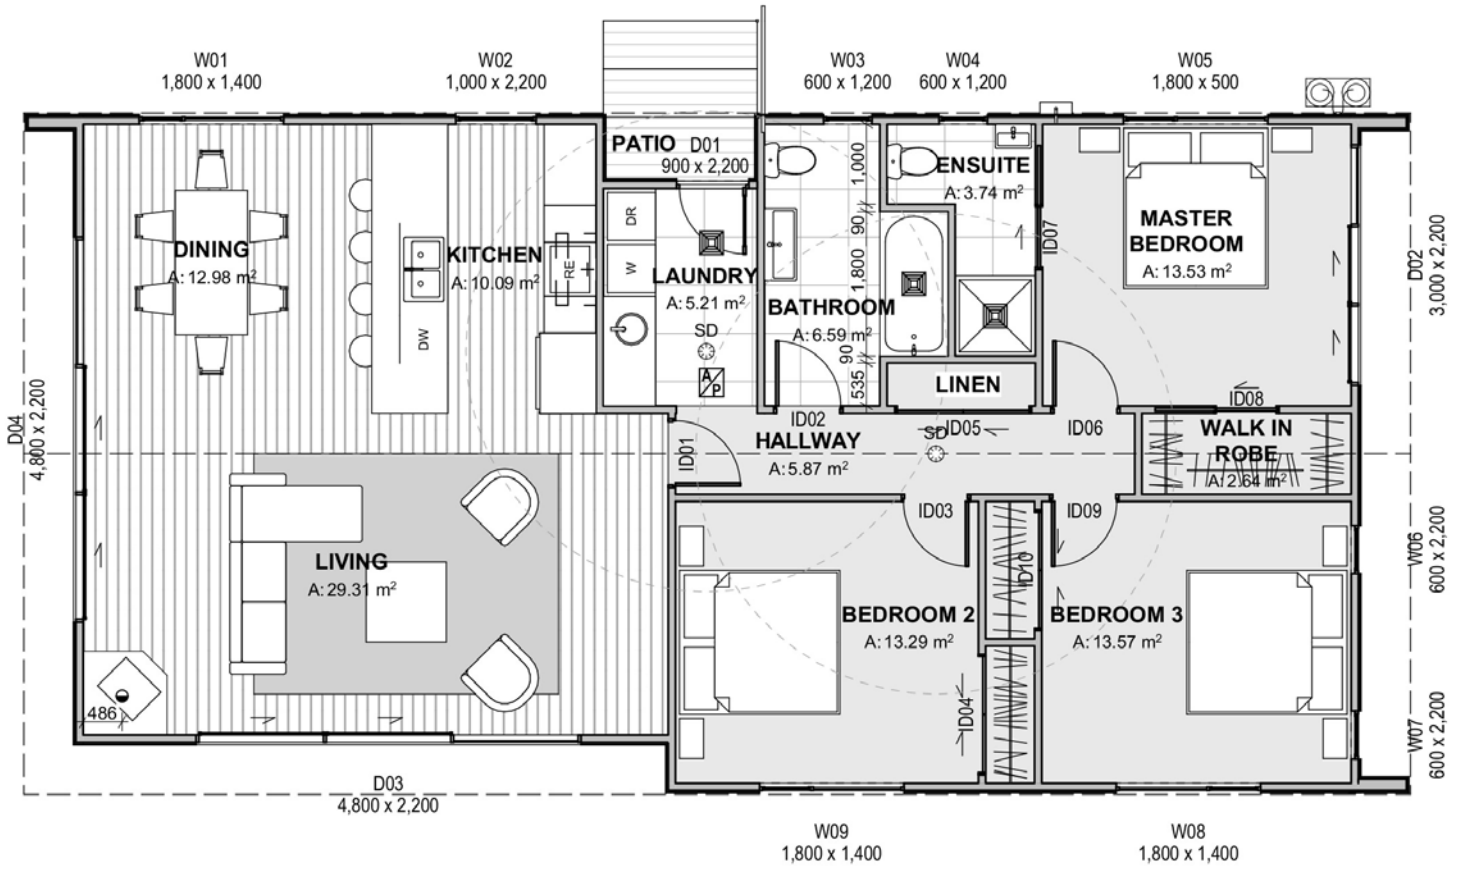 W01
1,800 x 1,400
W02
1,000 x 2,200
W03
600 x 1,200
W04
600 x 1,200
W05
1,800 x 500
PATIO
D01
900 x 2,200
1,000
ENSUITE
A: 3.74 m²
DR
90
ID07
MASTER
BEDROOM
A: 13.53 m²
D02
3,000 x 2,200
DINING
A: 12.98 m²
KITCHEN
A: 10.09 m²
RE
W
LAUNDRY
A: 5.21 m²
SD
1,800
BATHROOM
A: 6.59 m²
DW
90
A/P
535
LINEN
ID08
D04
4,800 x 2,200
ID01
ID02
HALLWAY
A: 5.87 m²
SD
ID05
ID06
WALK IN
ROBE
A: 2.64 m²
ID03
ID09
W06
600 x 2,200
LIVING
A: 29.31 m²
ID10
BEDROOM 2
A: 13.29 m²
BEDROOM 3
A: 13.57 m²
486
ID04
W07
600 x 2,200
D03
4,800 x 2,200
W09
1,800 x 1,400
W08
1,800 x 1,400